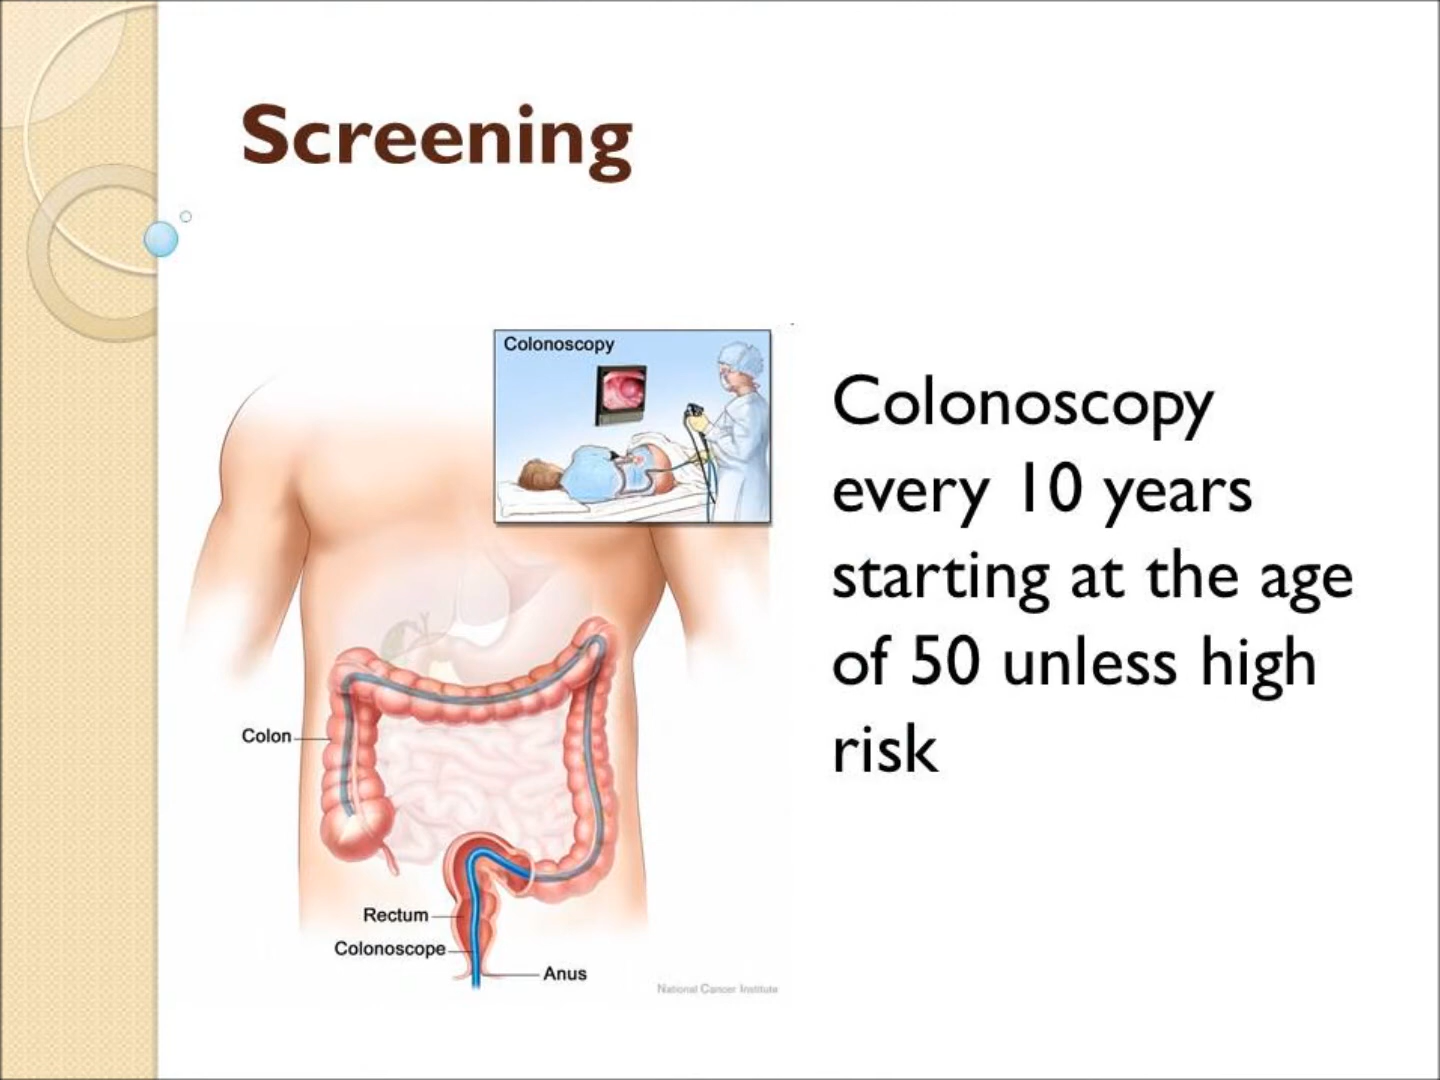 Screening
Colonoscopy
Colonoscopy
every 10 years
starting at the age
of 50 unless high
risk
Colon
Rectum
Colonoscope
Anus
National Cancer Institute